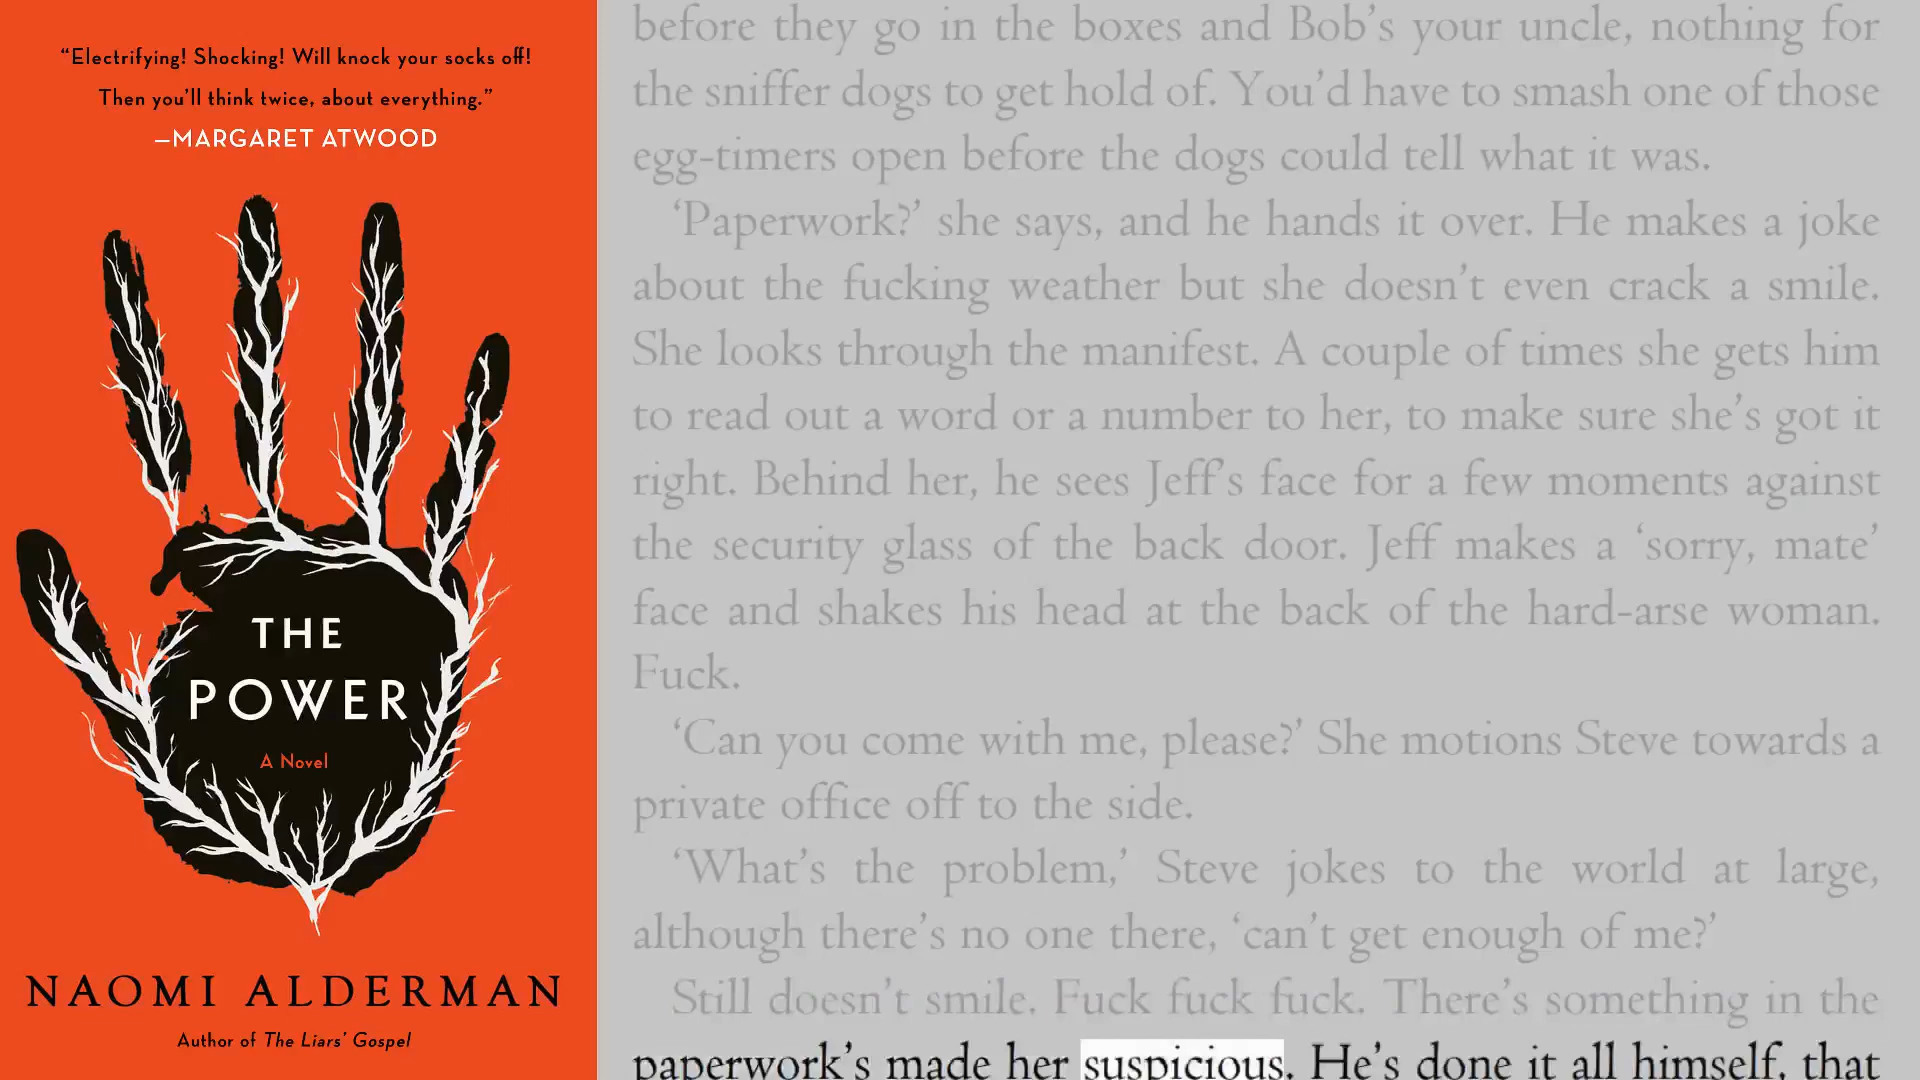 “Electrifying! Shocking! Will knock your socks off!
Then you’ll think twice, about everything.”
—MARGARET ATWOOD
THE
POWER
A Novel
NAOMI ALDERMAN
Author of The Liars’ Gospel
before they go in the boxes and Bob’s your uncle, nothing for
the sniffer dogs to get hold of. You’d have to smash one of those
egg-timers open before the dogs could tell what it was.
‘Paperwork?’ she says, and he hands it over. He makes a joke
about the fucking weather but she doesn’t even crack a smile.
She looks through the manifest. A couple of times she gets him
to read out a word or a number to her, to make sure she’s got it
right. Behind her, he sees Jeff’s face for a few moments against
the security glass of the back door. Jeff makes a ‘sorry, mate’
face and shakes his head at the back of the hard-arse woman.
Fuck.
‘Can you come with me, please?’ She motions Steve towards a
private office off to the side.
‘What’s the problem,’ Steve jokes to the world at large,
although there’s no one there, ‘can’t get enough of me?’
Still doesn’t smile. Fuck fuck fuck. There’s something in the
paperwork’s made her suspicious. He’s done it all himself, that